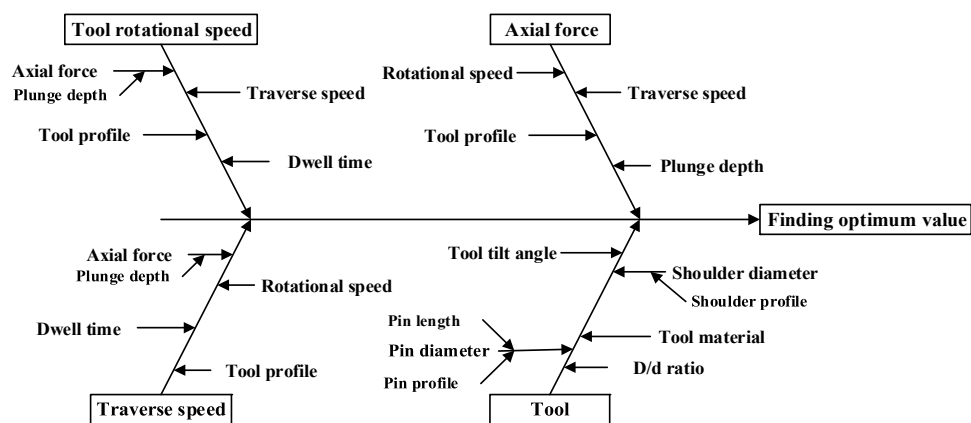 Tool rotational speed
Axial force
Axial force
Plunge depth
Traverse speed
Tool profile
Dwell time
Rotational speed
Traverse speed
Tool profile
Plunge depth
Finding optimum value
Axial force
Plunge depth
Rotational speed
Dwell time
Tool profile
Traverse speed
Tool tilt angle
Shoulder diameter
Shoulder profile
Pin length
Tool material
Pin diameter
D/d ratio
Pin profile
Tool